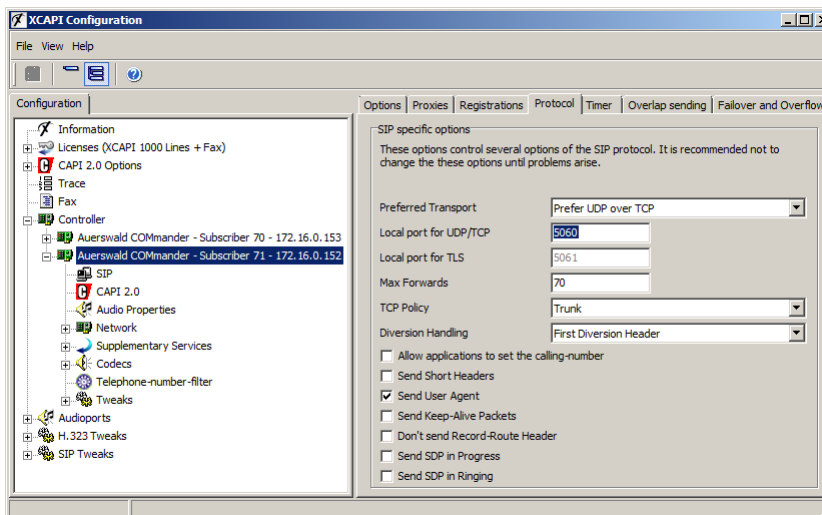 XCAPI Configuration
File View Help
Configuration
Information
Licenses (XCAPI 1000 Lines + Fax)
CAPI 2.0 Options
Trace
Fax
Controller
Auerswald COMmander - Subscriber 70 - 172.16.0.153
Auerswald COMmander - Subscriber 71 - 172.16.0.152
SIP
CAPI 2.0
Audio Properties
Network
Supplementary Services
Codecs
Telephone-number-filter
Tweaks
Audioports
H.323 Tweaks
SIP Tweaks
Options Proxies Registrations Protocol Timer Overlap sending Failover and Overflow
SIP specific options
These options control several options of the SIP protocol. It is recommended not to
change the these options until problems arise.
Preferred Transport Prefer UDP over TCP
Local port for UDP/TCP 5060
Local port for TLS 5061
Max Forwards 70
TCP Policy Trunk
Diversion Handling First Diversion Header
Allow applications to set the calling-number
Send Short Headers
Send User Agent
Send Keep-Alive Packets
Don't send Record-Route Header
Send SDP in Progress
Send SDP in Ringing